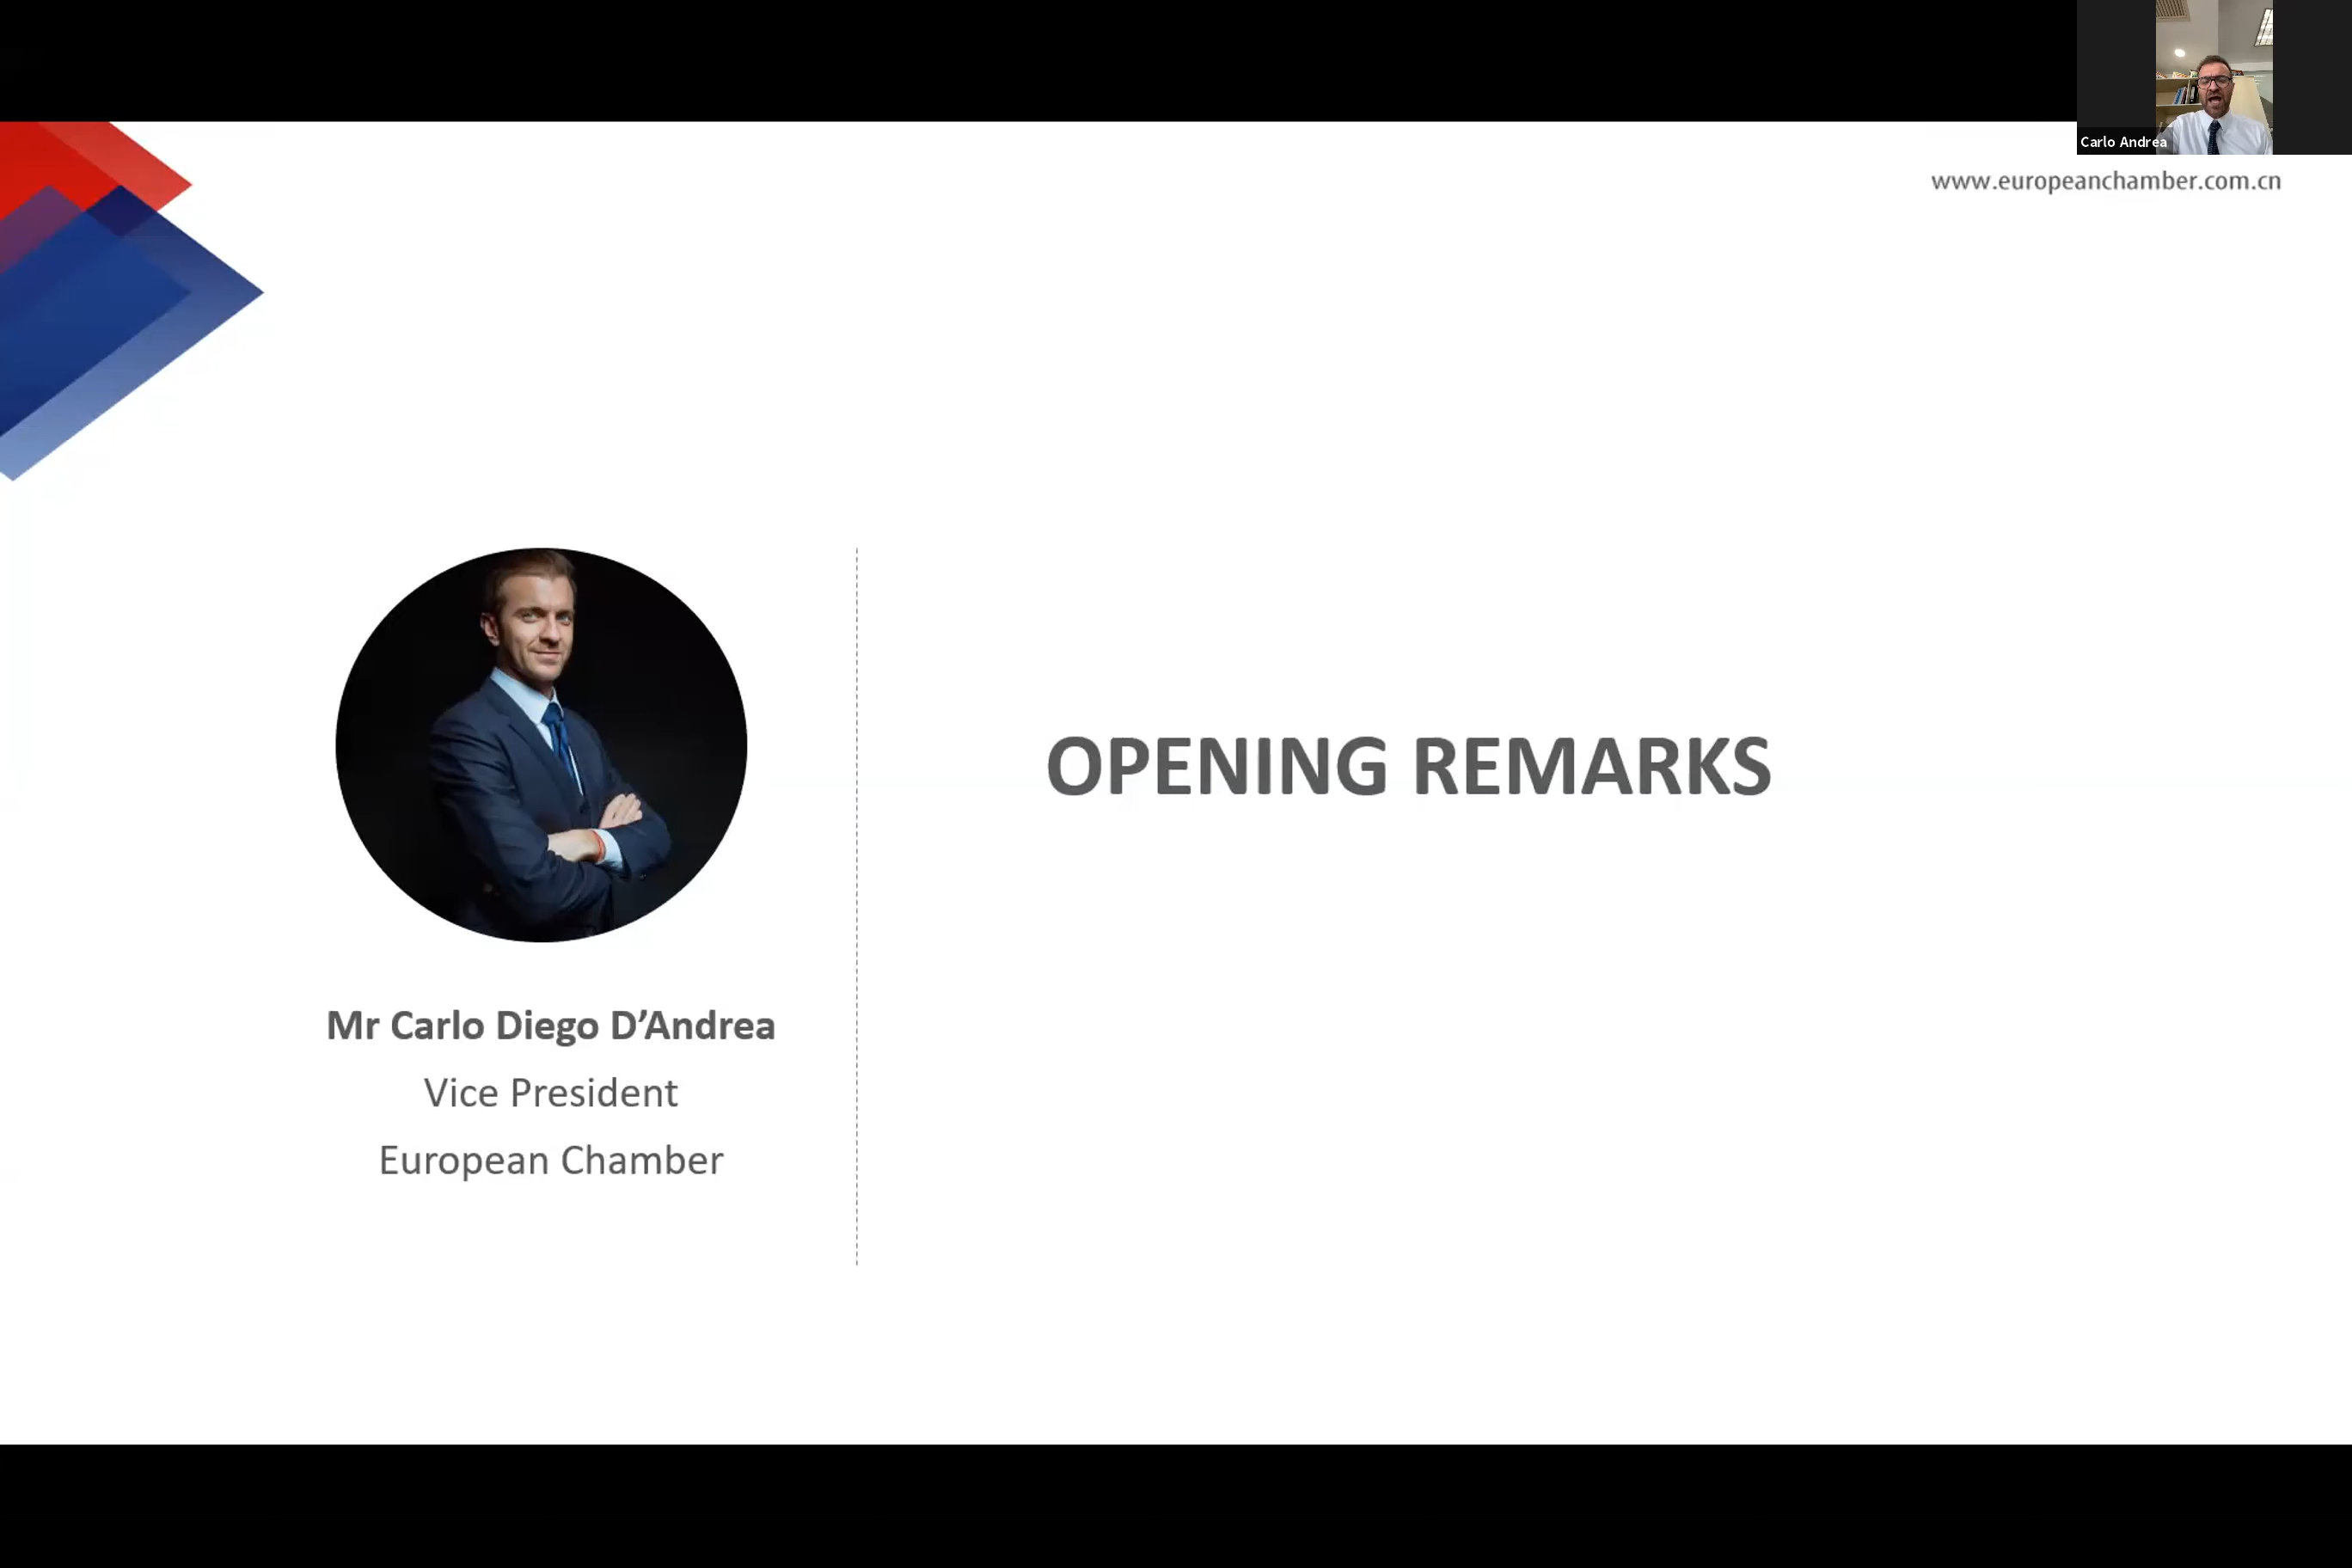 Carlo Andrea
www.europeanchamber.com.cn
OPENING REMARKS
Mr Carlo Diego D’Andrea
Vice President
European Chamber